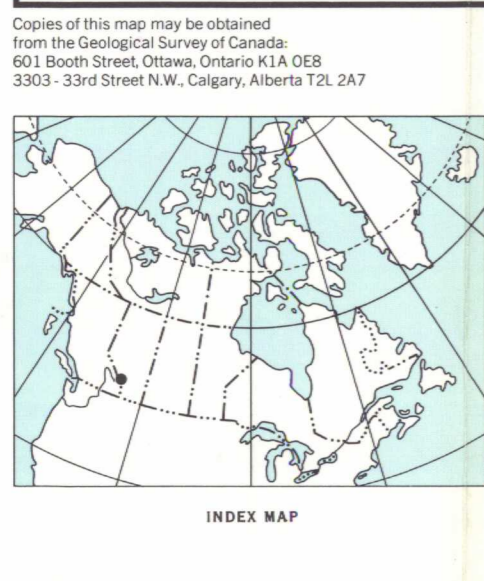 Copies of this map may be obtained
from the Geological Survey of Canada:
601 Booth Street, Ottawa, Ontario K1A 0E8
3303 - 33rd Street N.W., Calgary, Alberta T2L 2A7
INDEX MAP